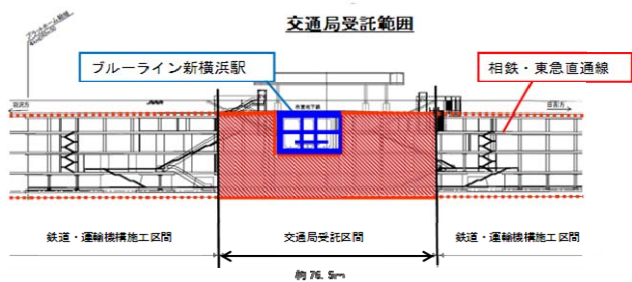 交通局受託範囲
ブルーライン新横浜駅
相鉄・東急直通線
鉄道・運輸機構施工区間
交通局受託区間
鉄道・運輸機構施工区間
約76.5m